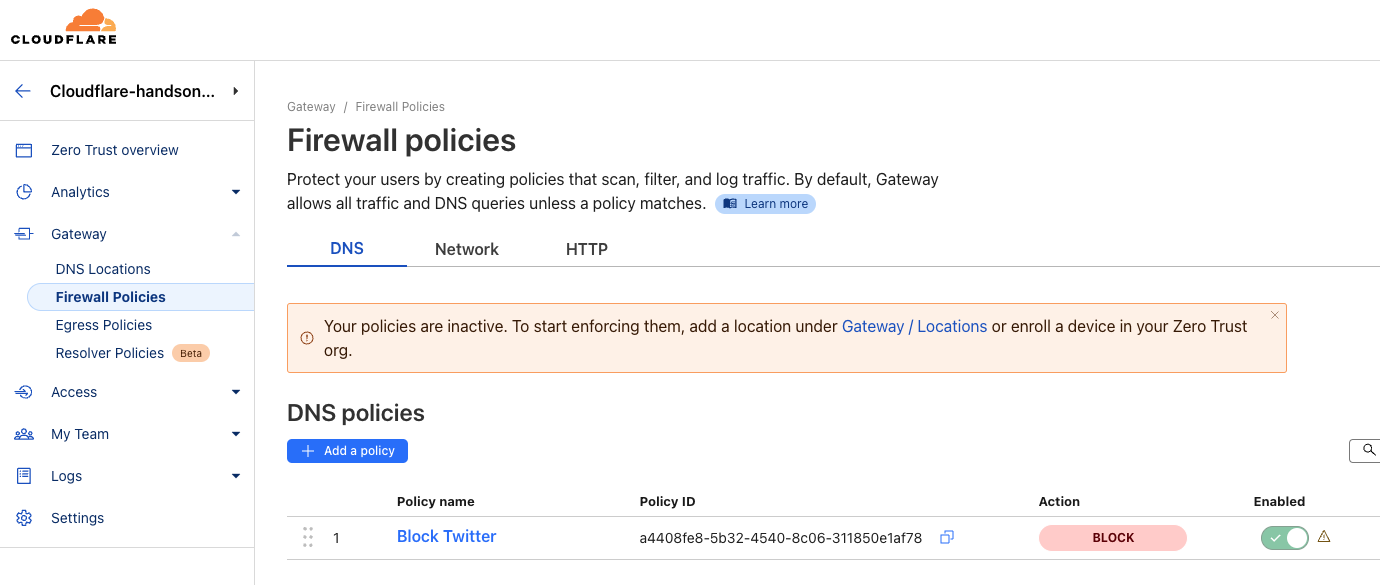 CLOUDFLARE
Cloudflare-handson...
Zero Trust overview
Analytics
Gateway
DNS Locations
Firewall Policies
Egress Policies
Resolver Policies Beta
Access
My Team
Logs
Settings
Gateway / Firewall Policies
Firewall policies
Protect your users by creating policies that scan, filter, and log traffic. By default, Gateway
allows all traffic and DNS queries unless a policy matches. Learn more
DNS Network HTTP
Your policies are inactive. To start enforcing them, add a location under Gateway / Locations or enroll a device in your Zero Trust
org.
DNS policies
Add a policy
Policy name Policy ID Action Enabled
1 Block Twitter a4408fe8-5b32-4540-8c06-311850e1af78 BLOCK